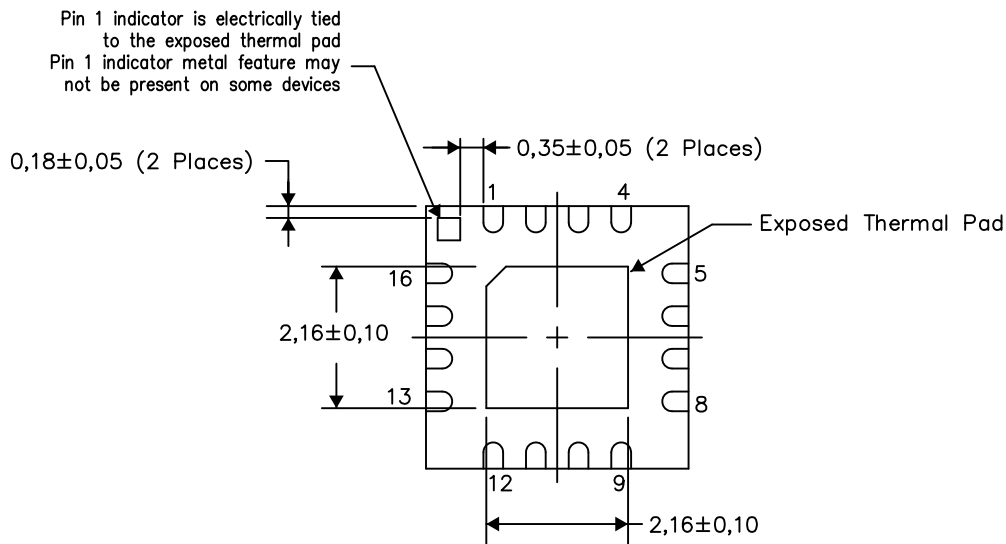 Pin 1 indicator is electrically tied
to the exposed thermal pad
Pin 1 indicator metal feature may
not be present on some devices
0,18±0,05 (2 Places)
0,35±0,05 (2 Places)
1
4
Exposed Thermal Pad
16
5
2,16±0,10
13
8
12
9
2,16±0,10